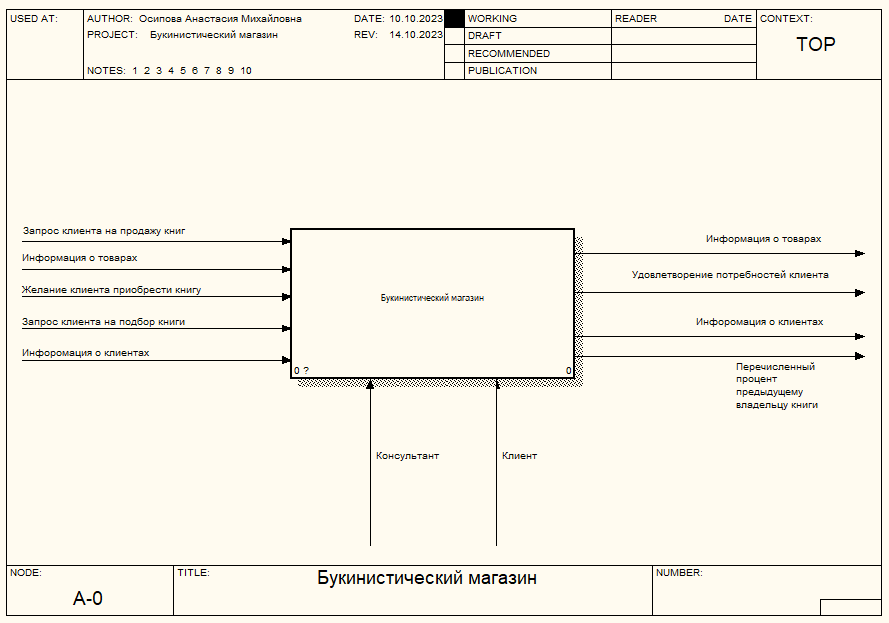 USED AT:
AUTHOR: Осипова Анастасия Михайловна
DATE: 10.10.2023
WORKING
READER DATE
CONTEXT:
PROJECT: Букинистический магазин
REV: 14.10.2023
DRAFT
TOP
RECOMMENDED
NOTES: 1 2 3 4 5 6 7 8 9 10
PUBLICATION
Запрос клиента на продажу книг
Информация о товарах
Желание клиента приобрести книгу
Запрос клиента на подбор книги
Инфоромация о клиентах
Букинистический магазин
0 ?
0
Информация о товарах
Удовлетворение потребностей клиента
Инфоромация о клиентах
Перечисленный
процент
предыдущему
владельцу книги
Консультант
Клиент
NODE:
A-0
TITLE:
Букинистический магазин
NUMBER: